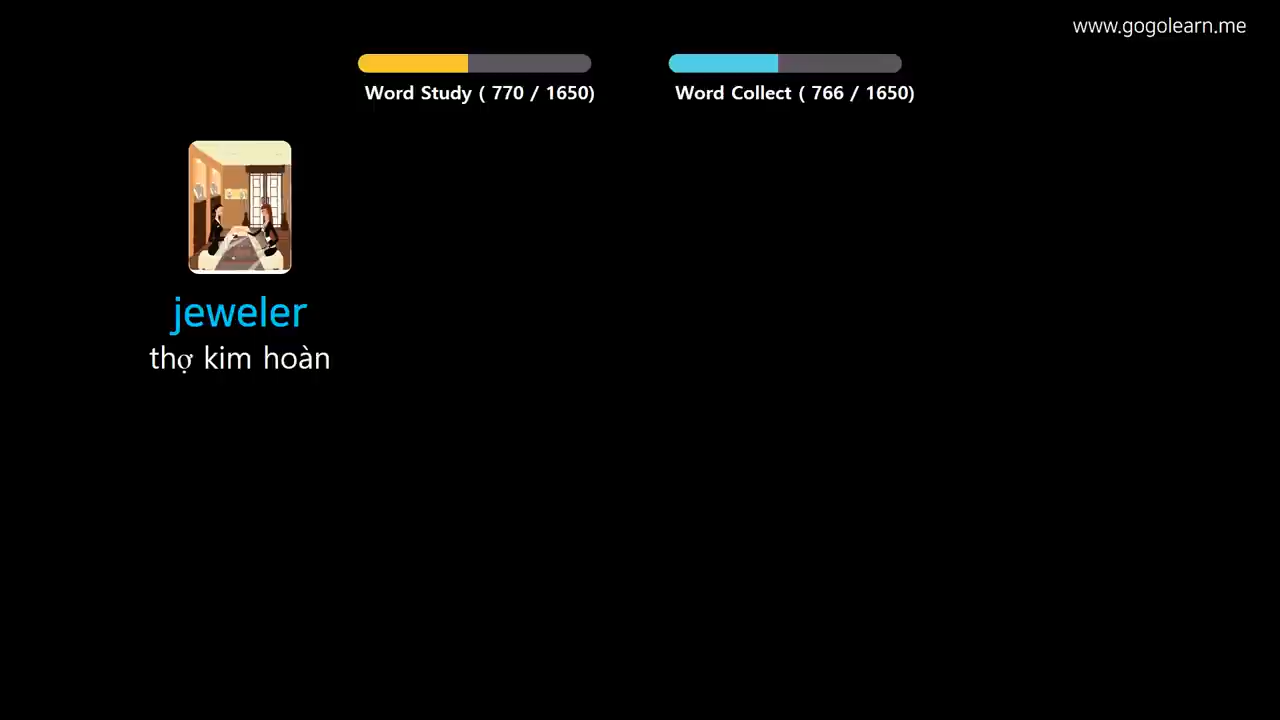 www.gogolearn.me
Word Study ( 770 / 1650)
Word Collect ( 766 / 1650)
jeweler
thợ kim hoàn